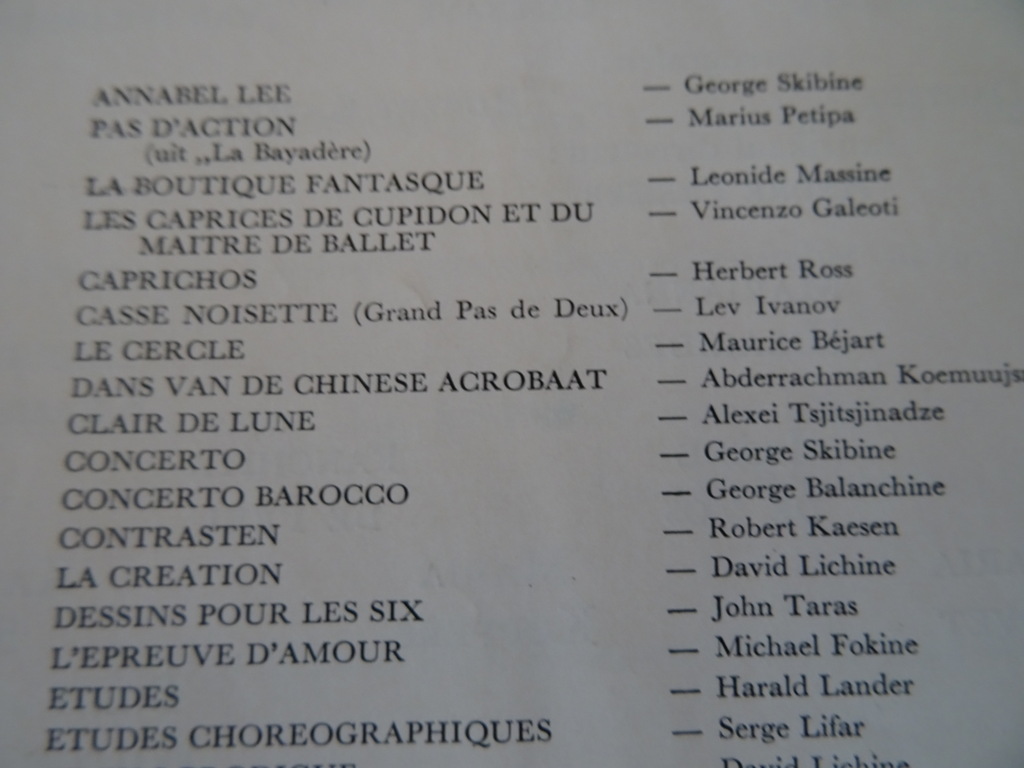 ANNABEL LEE — George Skibine
PAS D'ACTION — Marius Petipa
(uit ,,La Bayadère)
LA BOUTIQUE FANTASQUE — Leonide Massine
LES CAPRICES DE CUPIDON ET DU — Vincenzo Galeoti
MAITRE DE BALLET
CAPRICHOS — Herbert Ross
CASSE NOISETTE (Grand Pas de Deux) — Lev Ivanov
LE CERCLE — Maurice Béjart
DANS VAN DE CHINESE ACROBAAT — Abderrachman
CLAIR DE LUNE — Alexei Tsjitsjinadze
CONCERTO — George Skibine
CONCERTO BAROCCO — George Balanchine
CONTRASTEN — Robert Kaesen
LA CREATION — David Lichine
DESSINS POUR LES SIX — John Taras
L'EPREUVE D'AMOUR — Michael Fokine
ETUDES — Harald Lander
ETUDES CHOREOGRAPHIQUES — Serge Lifar
David Lichine